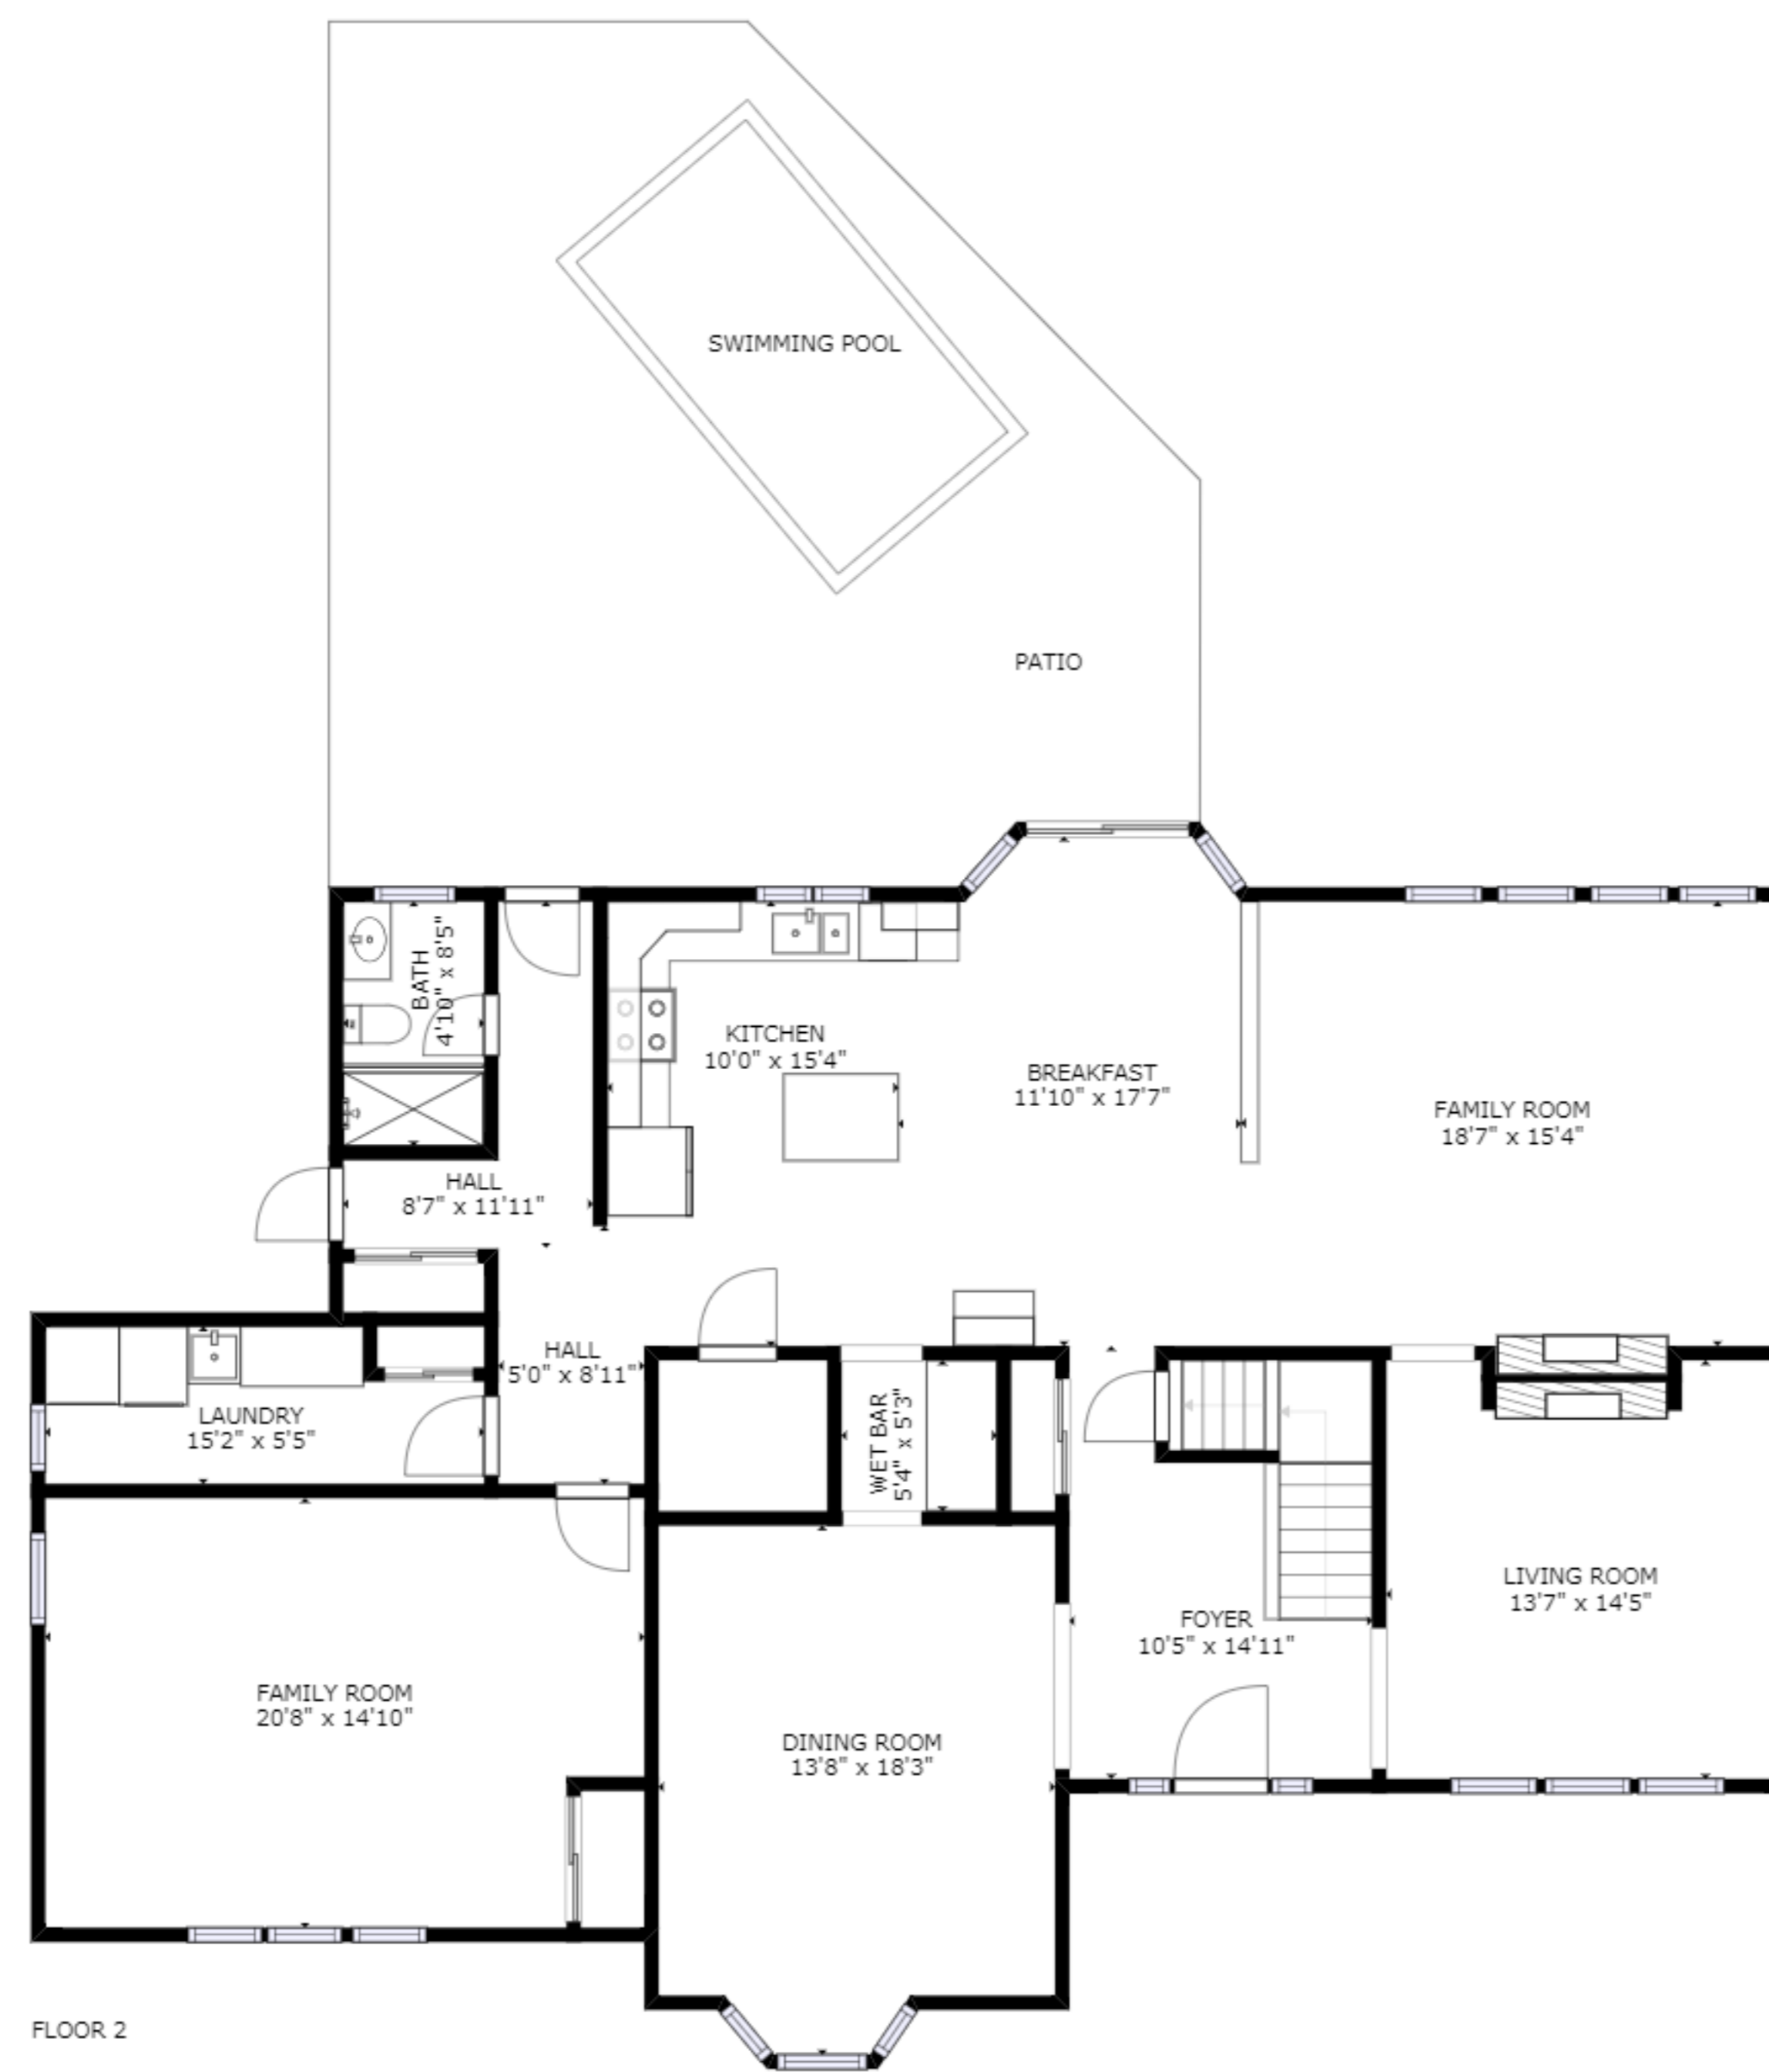 SWIMMING POOL
PATIO
BATH
4'10" x 8'5"
KITCHEN
10'0" x 15'4"
BREAKFAST
11'10" x 17'7"
FAMILY ROOM
18'7" x 15'4"
HALL
8'7" x 11'11"
HALL
5'0" x 8'11"
LAUNDRY
15'2" x 5'5"
WET BAR
5'4" x 5'3"
LIVING ROOM
13'7" x 14'5"
FOYER
10'5" x 14'11"
FAMILY ROOM
20'8" x 14'10"
DINING ROOM
13'8" x 18'3"
FLOOR 2